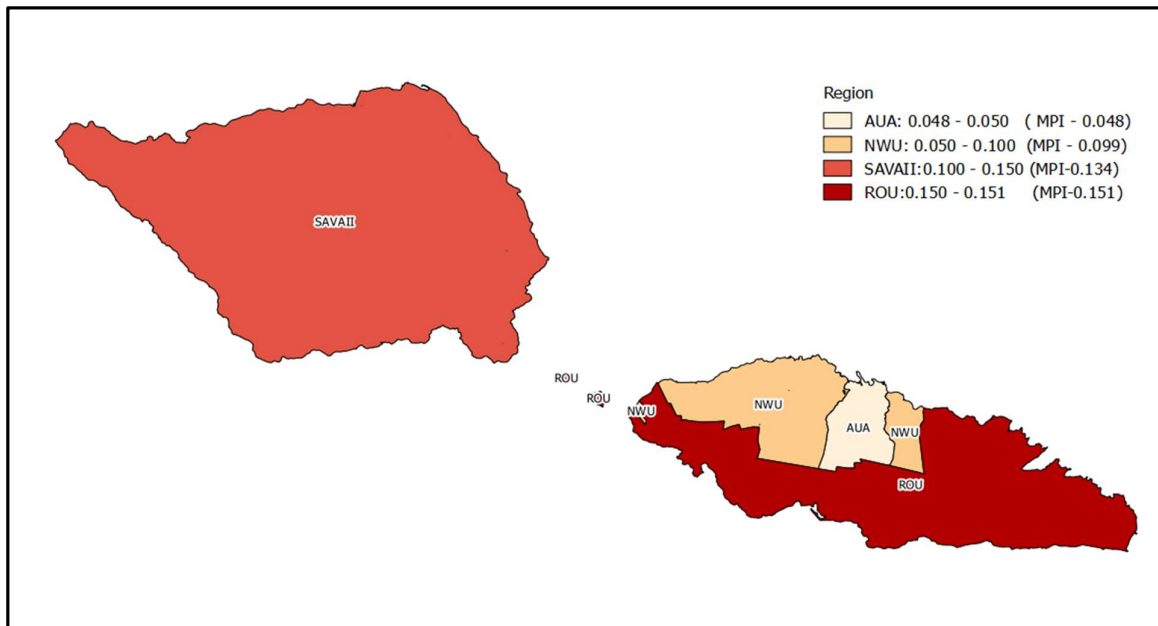 Region
AUA: 0.048 - 0.050 ( MPI - 0.048)
NWU: 0.050 - 0.100 (MPI - 0.099)
SAVAII:0.100 - 0.150 (MPI-0.134)
ROU:0.150 - 0.151 (MPI-0.151)
SAVAII
ROU
ROU
NWU
NWU
AUA
NWU
ROU